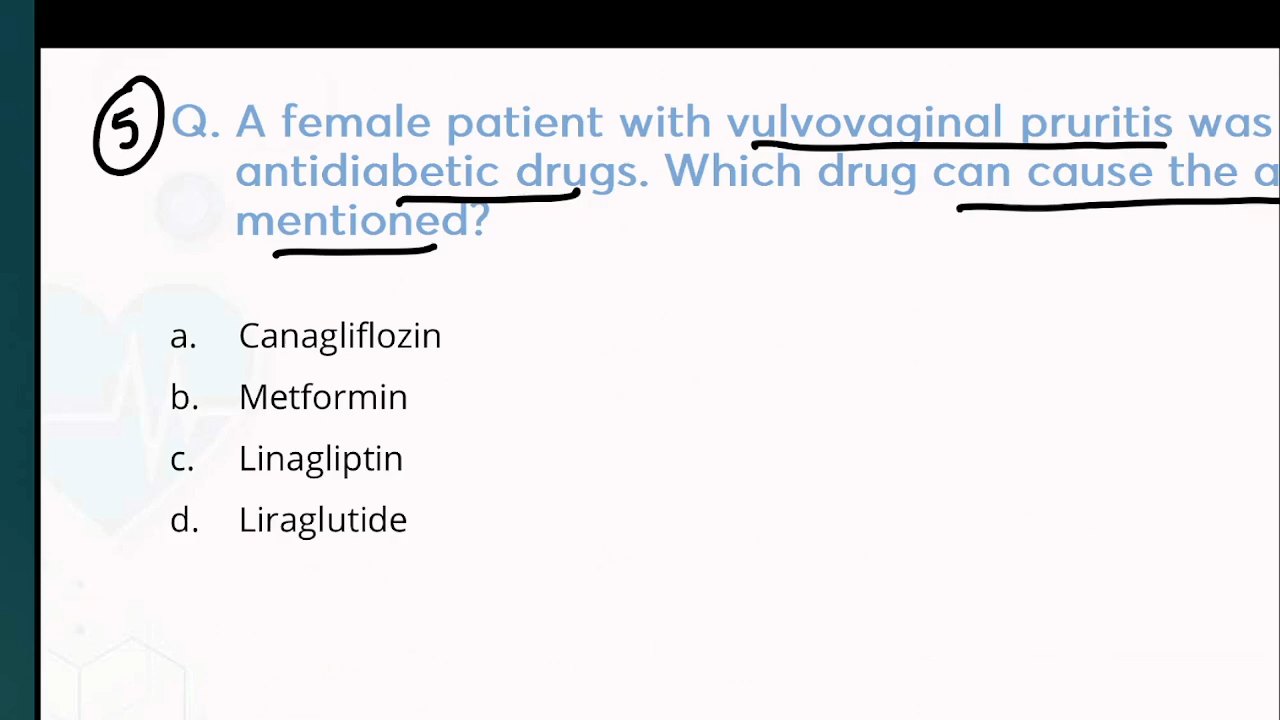 5 Q. A female patient with vulvovaginal pruritis was
antidiabetic drugs. Which drug can cause the a
mentioned?
a. Canagliflozin
b. Metformin
c. Linagliptin
d. Liraglutide